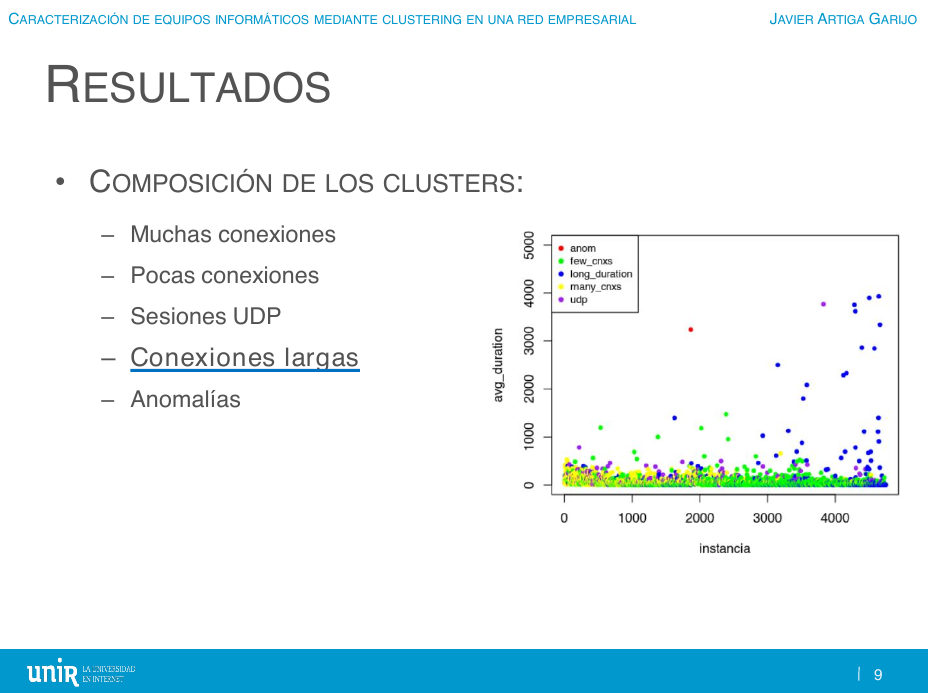 CARACTERIZACIÓN DE EQUIPOS INFORMÁTICOS MEDIANTE CLUSTERING EN UNA RED EMPRESARIAL
JAVIER ARTIGA GARIJO
RESULTADOS
• COMPOSICIÓN DE LOS CLUSTERS:
– Muchas conexiones
– Pocas conexiones
– Sesiones UDP
– Conexiones largas
– Anomalías
anom
few_cnxs
long_duration
many_cnxs
udp
avg_duration
5000
4000
3000
2000
1000
0
0 1000 2000 3000 4000
instancia
unir LA UNIVERSIDAD
EN INTERNET
| 9